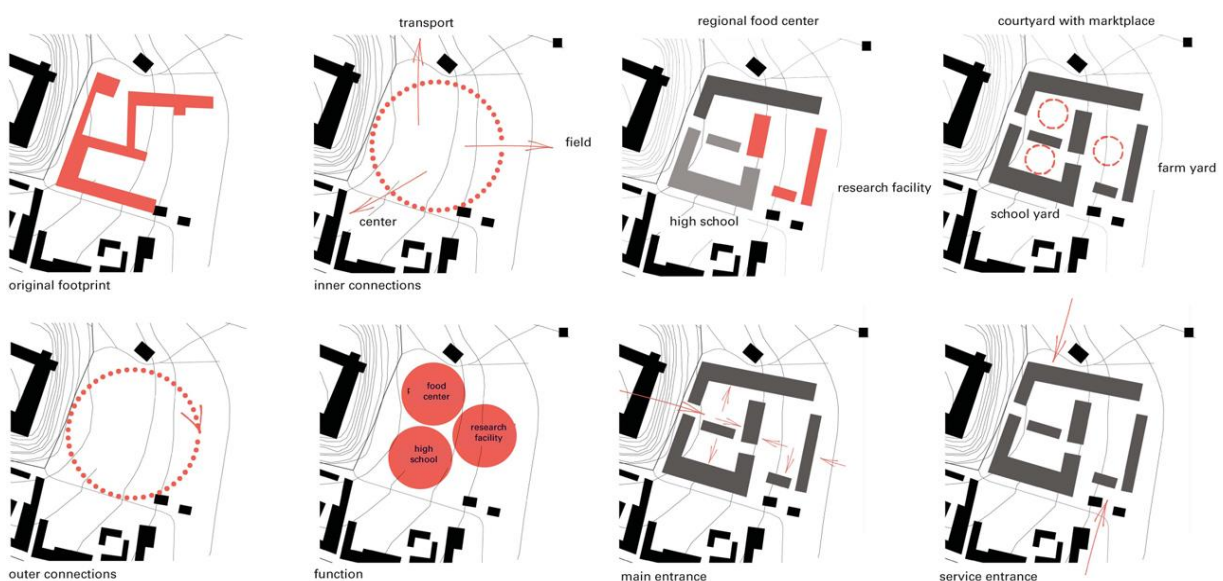 transport
regional food center
courtyard with marktplace
field
research facility
farm yard
center
high school
school yard
original footprint
inner connections
food
center
research
facility
high
school
outer connections
function
main entrance
service entrance